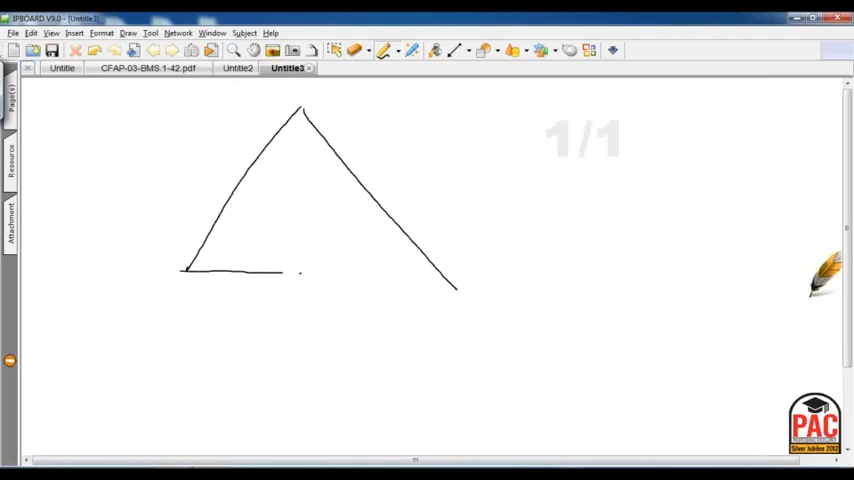 IPBOARD V9.0 - [Untitle3]
File Edit View Insert Format Draw Tool Network Window Subject Help
Untitle CFAP-03-BMS.1-42.pdf Untitle2 Untitle3
Page(s)
Resource
Attachment
1/1
PAC
Silver Jubilee 2012